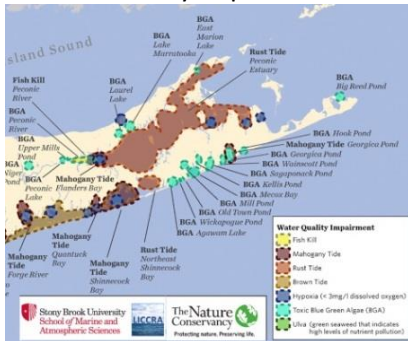 Island Sound
BGA
East
Marion
Lake
BGA
Lake
Marratooka
Rust Tide
Peconic
Estuary
BGA
Big Reed Pond
BGA
Laurel
Lake
Fish Kill
Peconic
River
BGA
Peconic
River
BGA
Upper Mills
Pond
BGA
BGA
Peconic
Lake
Mahogany Tide
Flanders Bay
BGA Hook Pond
Mahogany Tide Georgica Pond
BGA Georgica Pond
BGA Wainscott Pond
BGA Sagaponack Pond
BGA Kellis Pond
BGA Mecox Bay
BGA Mill Pond
BGA Old Town Pond
BGA Wickapogue Pond
BGA Agawam Lake
Mahogany
Tide
Forge River
Mahogany
Tide
Quantuck
Bay
Mahogany
Tide
Shinnecock
Bay
Rust Tide
Northeast
Shinnecock
Bay
Water Quality Impairment
Fish Kill
Mahogany Tide
Rust Tide
Brown Tide
Hypoxia (< 3mg/l dissolved oxygen)
Toxic Blue Green Algae (BGA)
Ulva (green seaweed that indicates
high levels of nutrient pollution)
Stony Brook University
School of Marine and
Atmospheric Sciences
LICCRA
The Nature
Conservancy
Protecting nature. Preserving life.